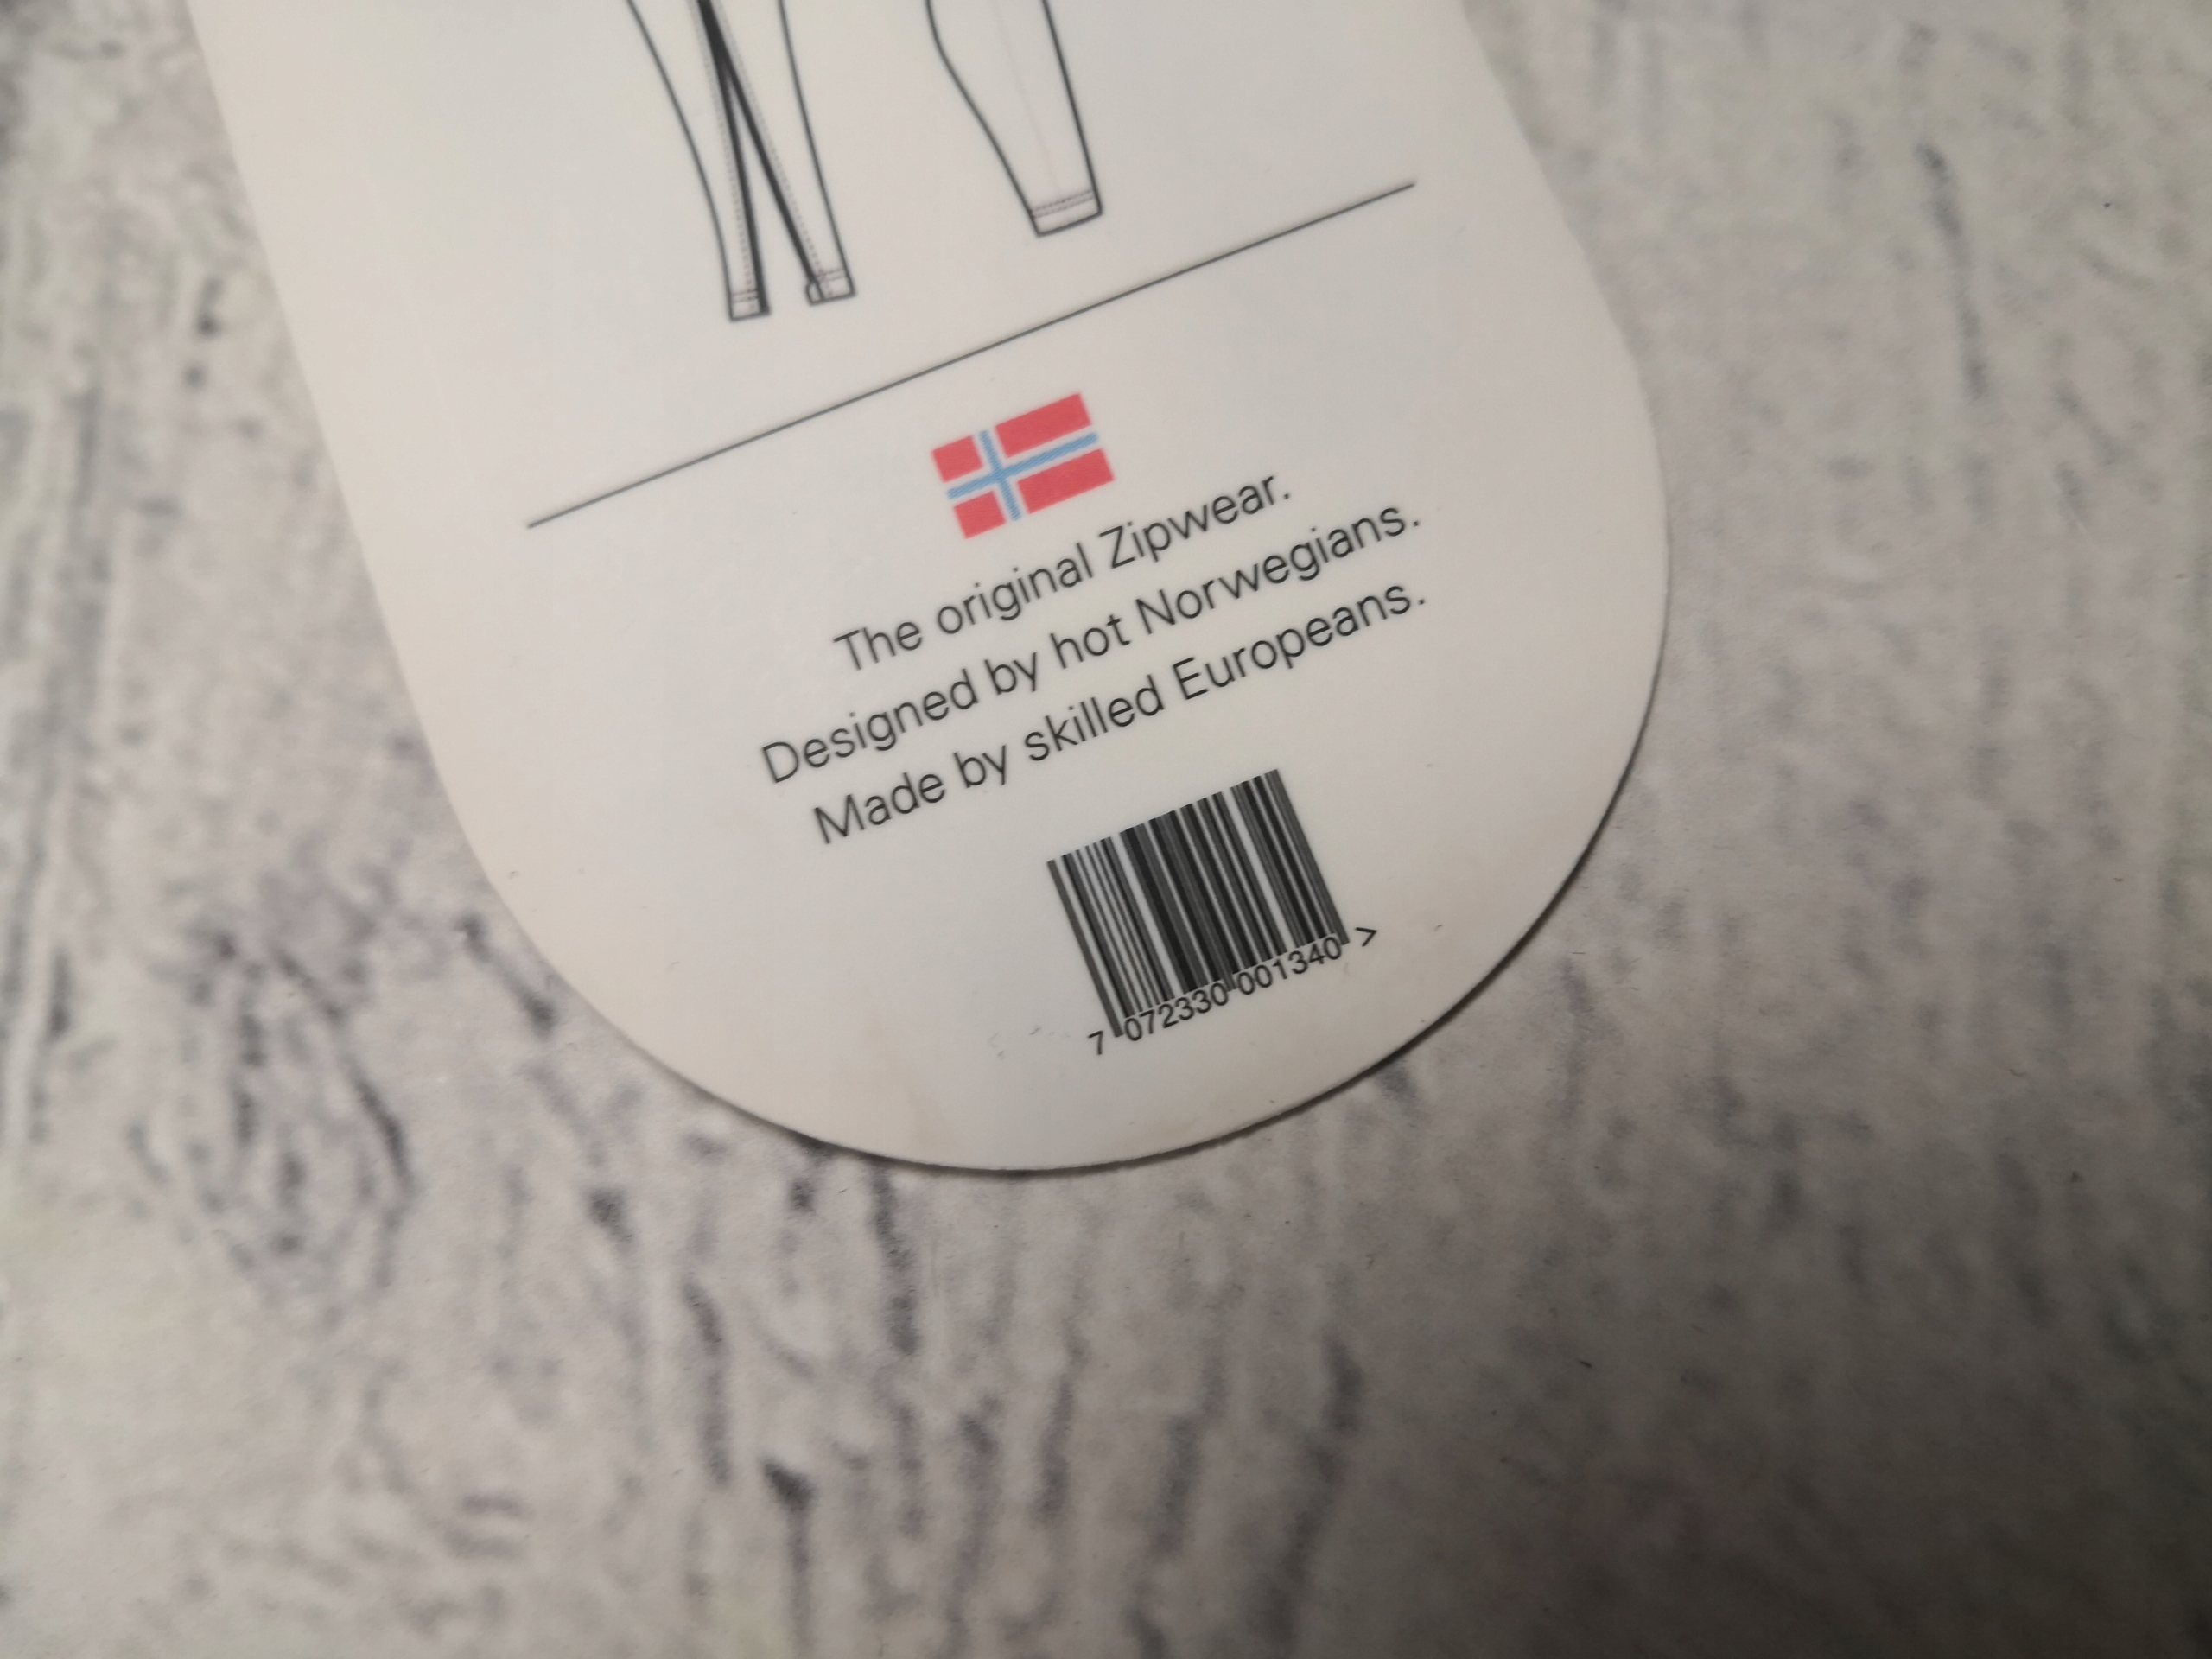 The original Zipwear.
Designed by hot Norwegians.
Made by skilled Europeans.
7 072330 001340 >